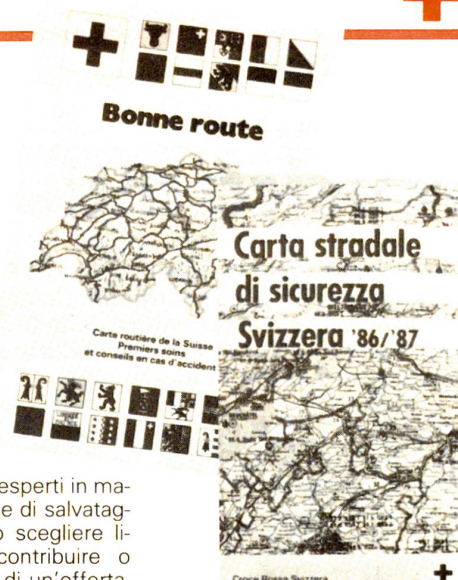 Bonne route
Carte routière de la Suisse
Premiers soins
et conseils en cas d'accident
Carta stradale
di sicurezza
Svizzera '86/'87
Croce Rossa Svizzera
esperti in ma-
e di salvatag-
scegliere li-
contribuire o
di un'offerta